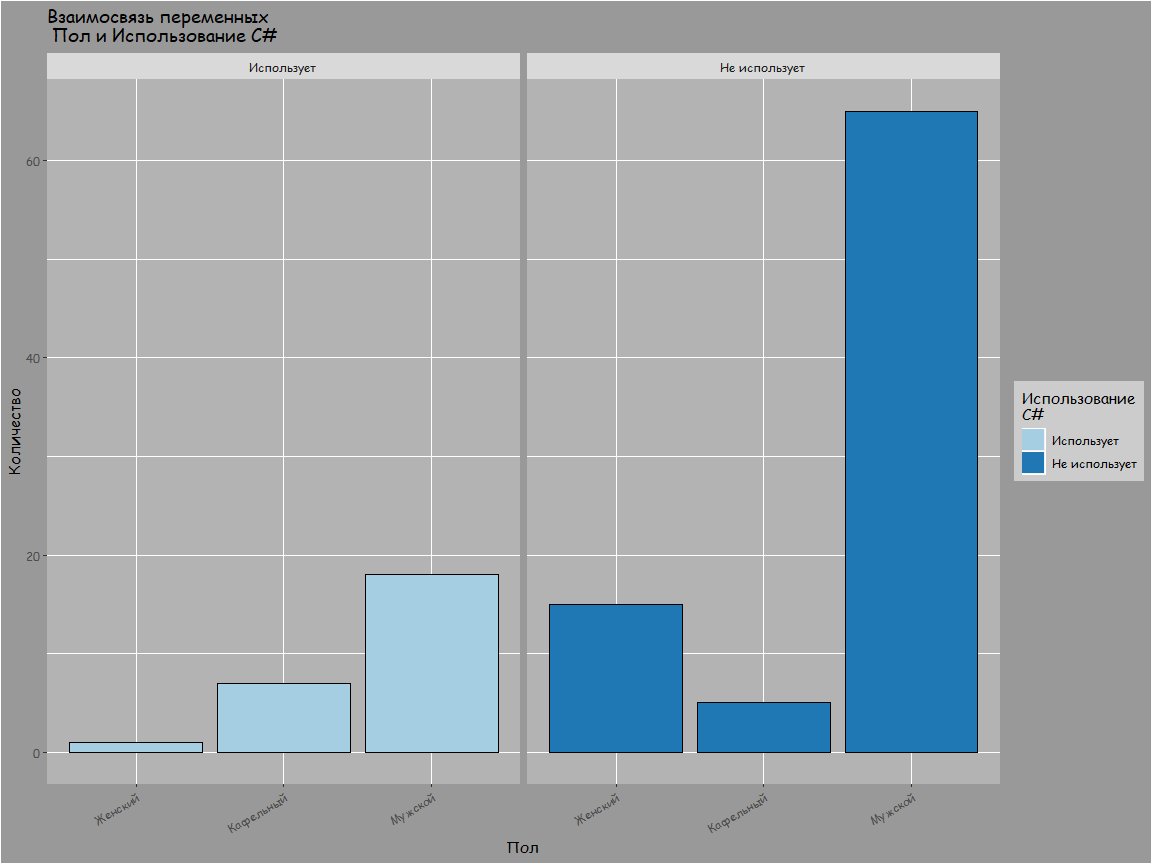 Взаимосвязь переменных
Пол и Использование C#
Использует
Не использует
60
40
20
0
Количество
Женский
Кафельный
Мужской
Женский
Кафельный
Мужской
Пол
Использование
C#
Использует
Не использует